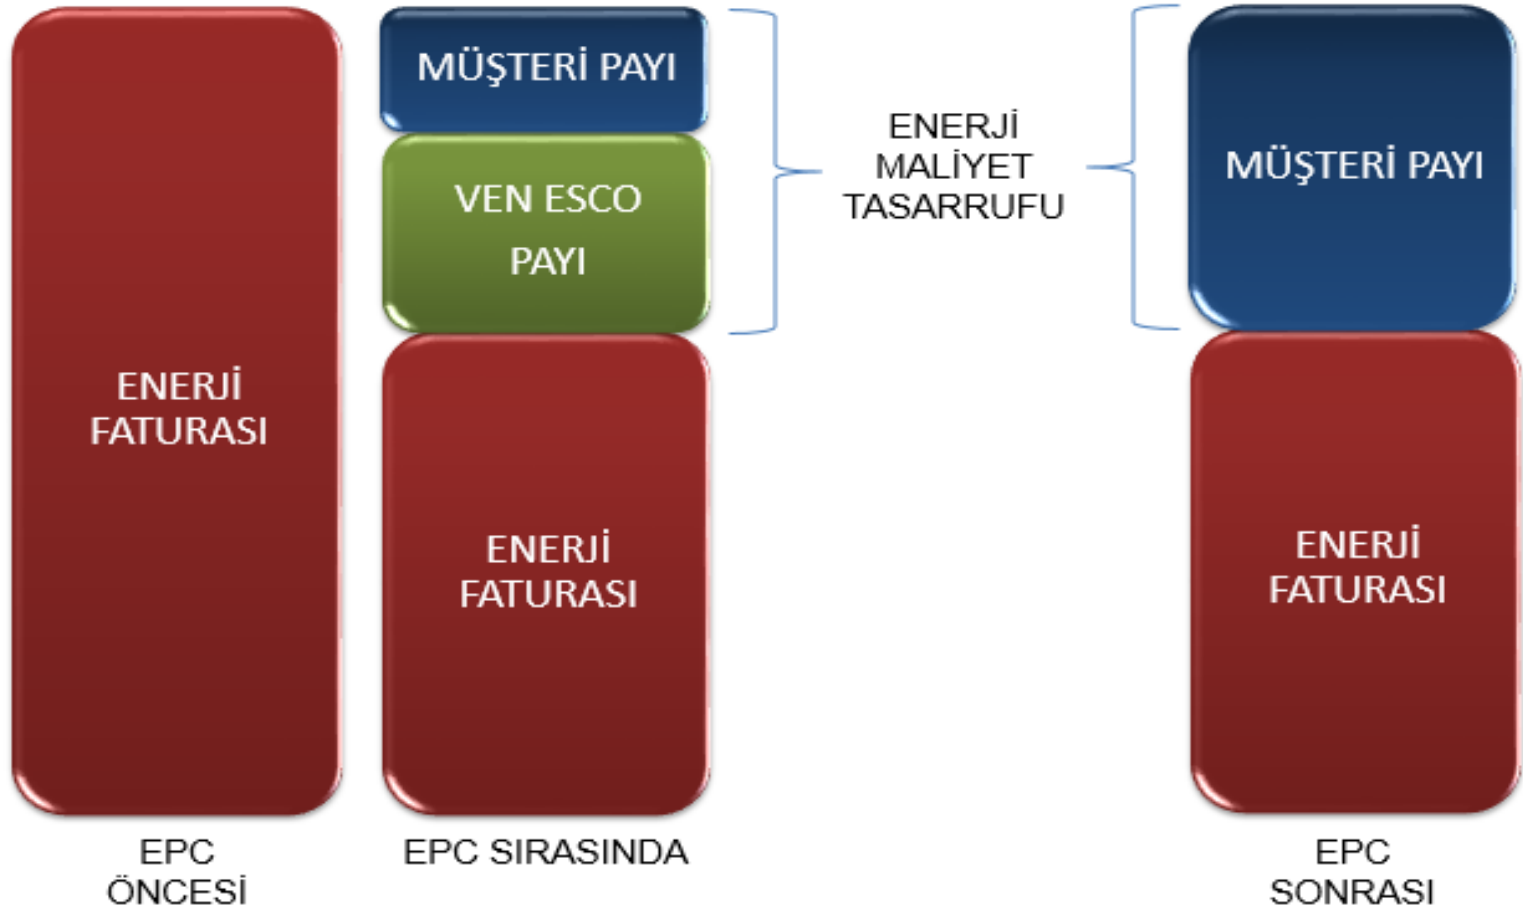 ENERJİ
FATURASI
EPC
ÖNCESİ
MÜŞTERİ PAYI
VEN ESCO
PAYI
ENERJİ
FATURASI
EPC SIRASINDA
ENERJİ
MALİYET
TASARRUFU
MÜŞTERİ PAYI
ENERJİ
FATURASI
EPC
SONRASI